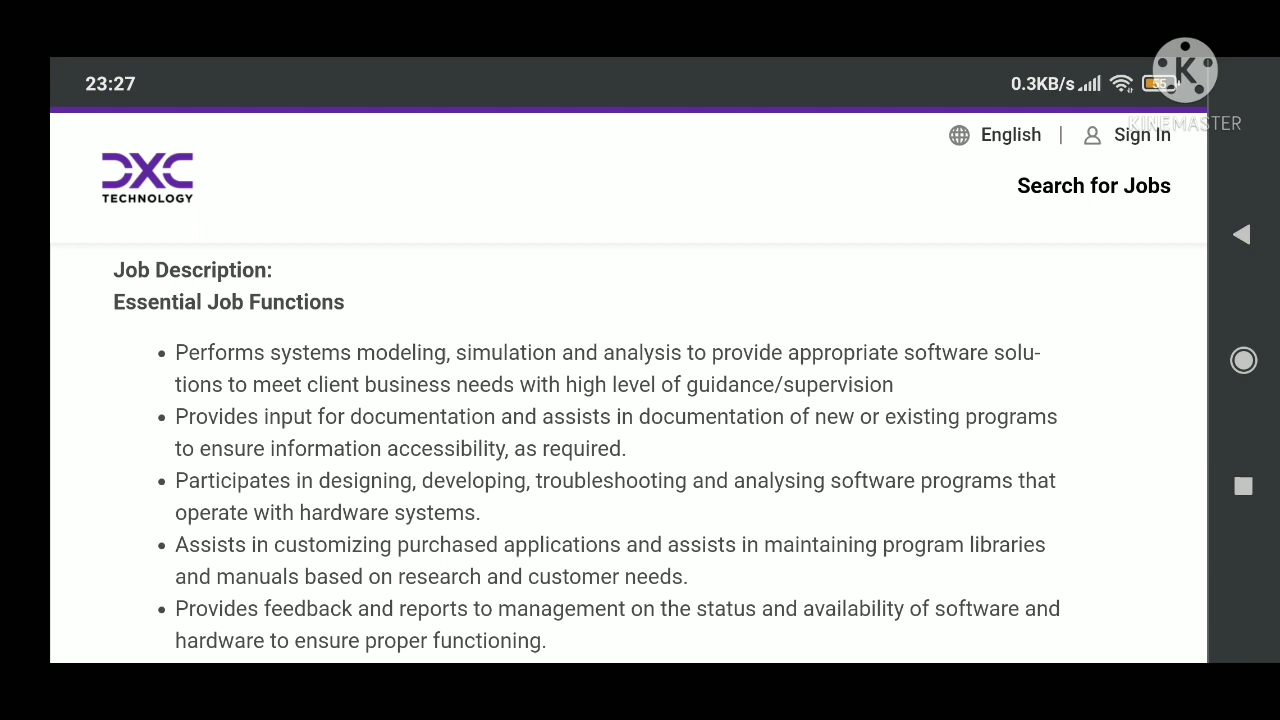 23:27
0.3KB/s
55
K
KINEMASTER
English | Sign In
DXC
TECHNOLOGY
Search for Jobs
Job Description:
Essential Job Functions
• Performs systems modeling, simulation and analysis to provide appropriate software solu-
tions to meet client business needs with high level of guidance/supervision
• Provides input for documentation and assists in documentation of new or existing programs
to ensure information accessibility, as required.
• Participates in designing, developing, troubleshooting and analysing software programs that
operate with hardware systems.
• Assists in customizing purchased applications and assists in maintaining program libraries
and manuals based on research and customer needs.
• Provides feedback and reports to management on the status and availability of software and
hardware to ensure proper functioning.